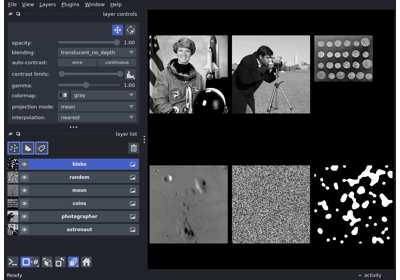 File View Layers Plugins Window Help
layer controls
opacity: 1.00
blending: translucent_no_depth
auto-contrast: once continuous
contrast limits:
gamma: 1.00
colormap: gray
projection mode: mean
interpolation: nearest
layer list
blobs
random
moon
coins
photographer
astronaut
Ready activity